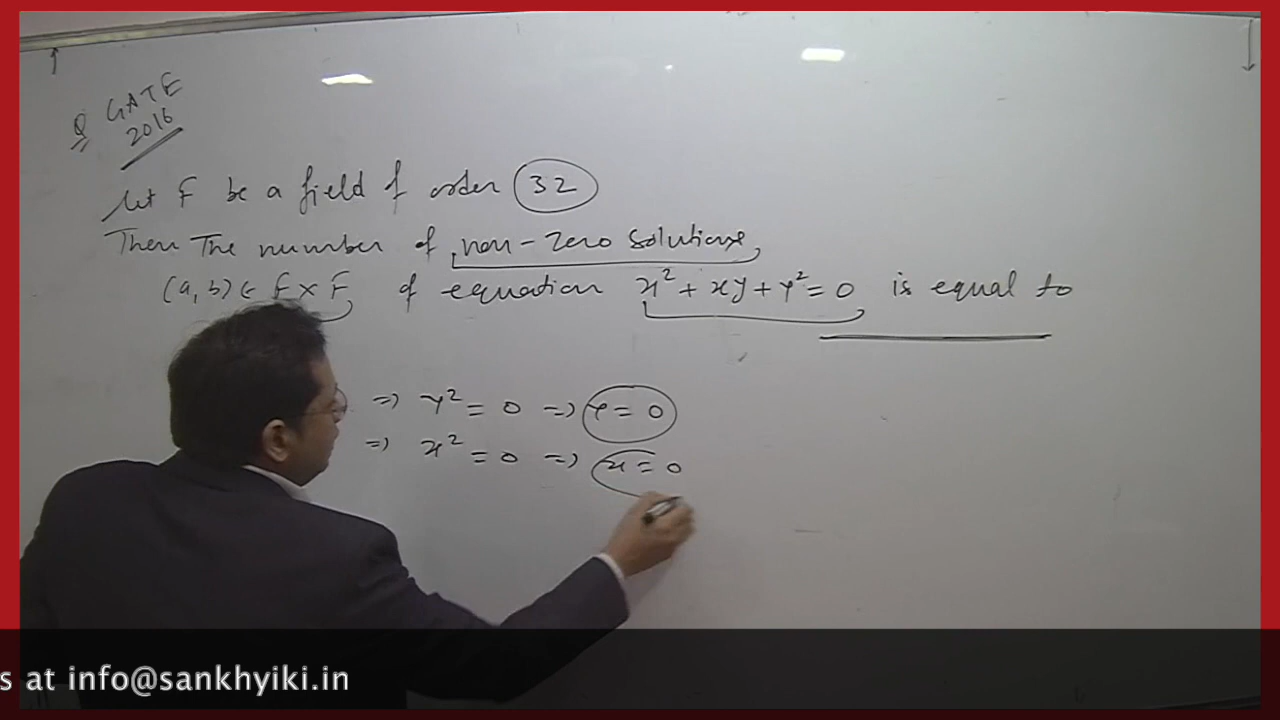 Q GATE
2016
Let F be a field of order 32
Then The number of non-zero solutions,
(a, b) ∈ F × F of equation x² + xy + y² = 0 is equal to
⇒ y² = 0 ⇒ y = 0
⇒ x² = 0 ⇒ x = 0
s at info@sankhyiki.in